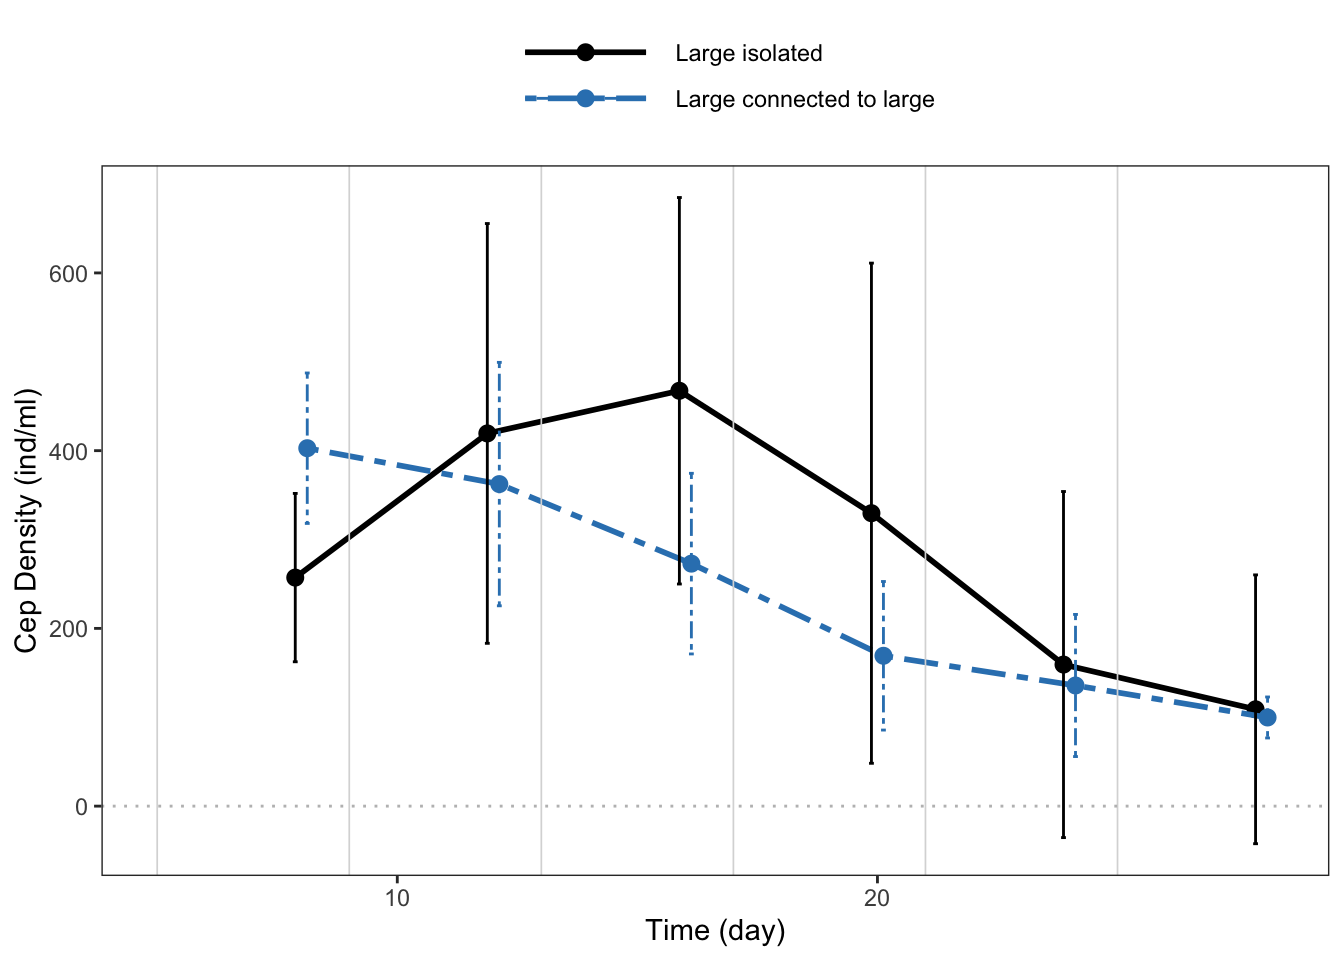 Large isolated
Large connected to large
Cep Density (ind/ml)
600
400
200
0
10
20
Time (day)